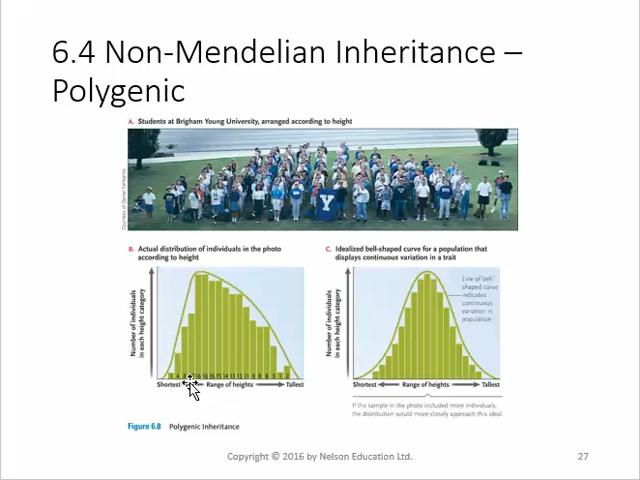 6.4 Non-Mendelian Inheritance –
Polygenic
A. Students at Brigham Young University, arranged according to height
Y
B. Actual distribution of individuals in the photo
according to height
Number of individuals
in each height category
Shortest
Range of heights
Tallest
C. Idealized bell-shaped curve for a population that
displays continuous variation in a trait
Number of individuals
in each height category
Line of bell-
shaped curve
indicates
continuous
variation in
population
Shortest
Range of heights
Tallest
If the sample in the photo included more individuals,
the distribution would more closely approach this ideal
Figure 6.8 Polygenic Inheritance
Copyright © 2016 by Nelson Education Ltd.
27